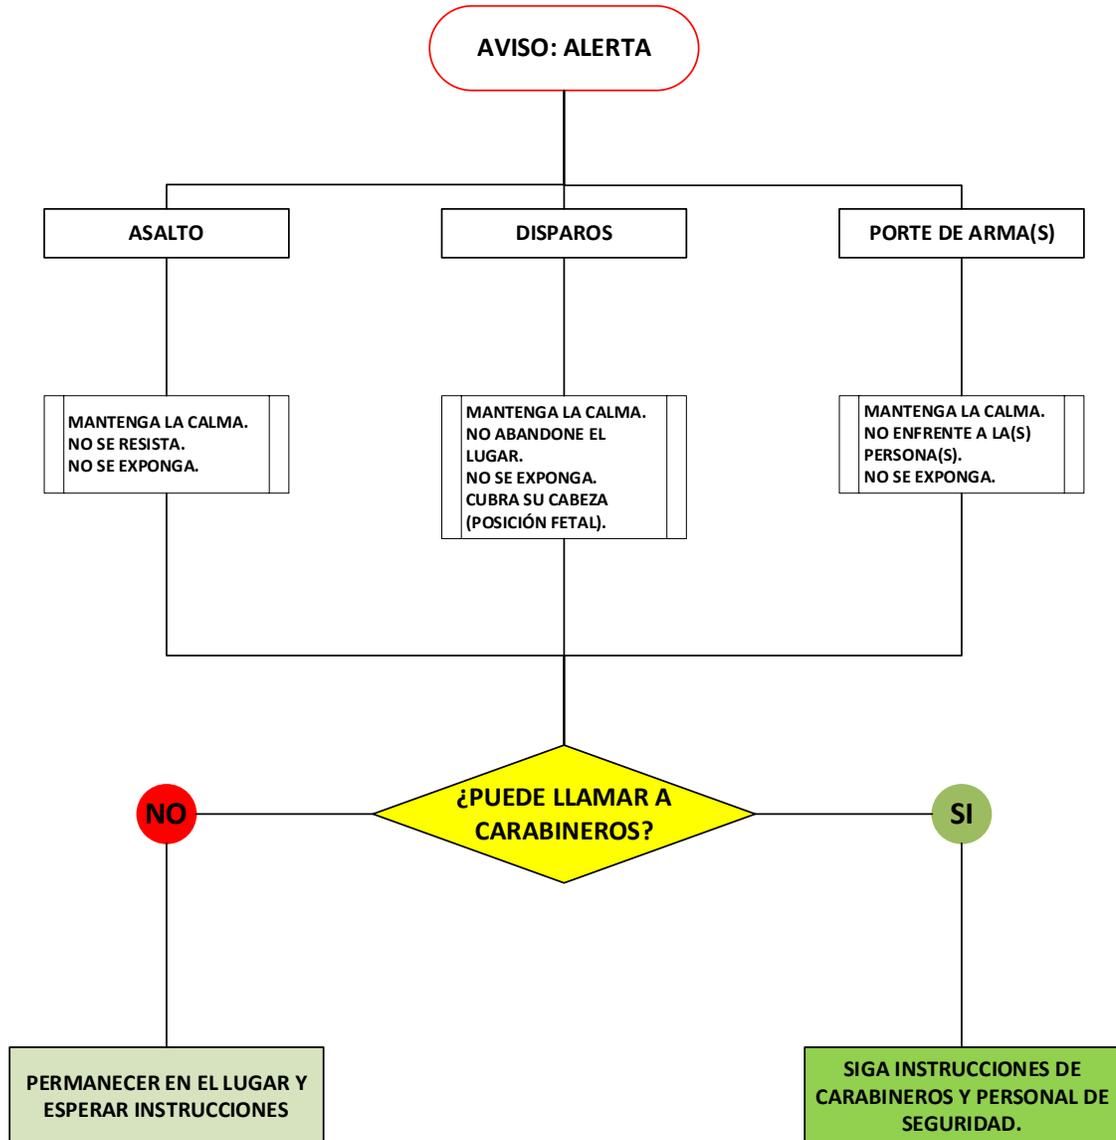 AVISO: ALERTA
ASALTO
DISPAROS
PORTE DE ARMA(S)
MANTENGA LA CALMA.
NO SE RESISTA.
NO SE EXPONGA.
MANTENGA LA CALMA.
NO ABANDONE EL
LUGAR.
NO SE EXPONGA.
CUBRA SU CABEZA
(POSICIÓN FETAL).
MANTENGA LA CALMA.
NO ENFRENTE A LA(S)
PERSONA(S).
NO SE EXPONGA.
¿PUEDE LLAMAR A
CARABINEROS?
NO
SI
PERMANECER EN EL LUGAR Y
ESPERAR INSTRUCCIONES
SIGA INSTRUCCIONES DE
CARABINEROS Y PERSONAL DE
SEGURIDAD.